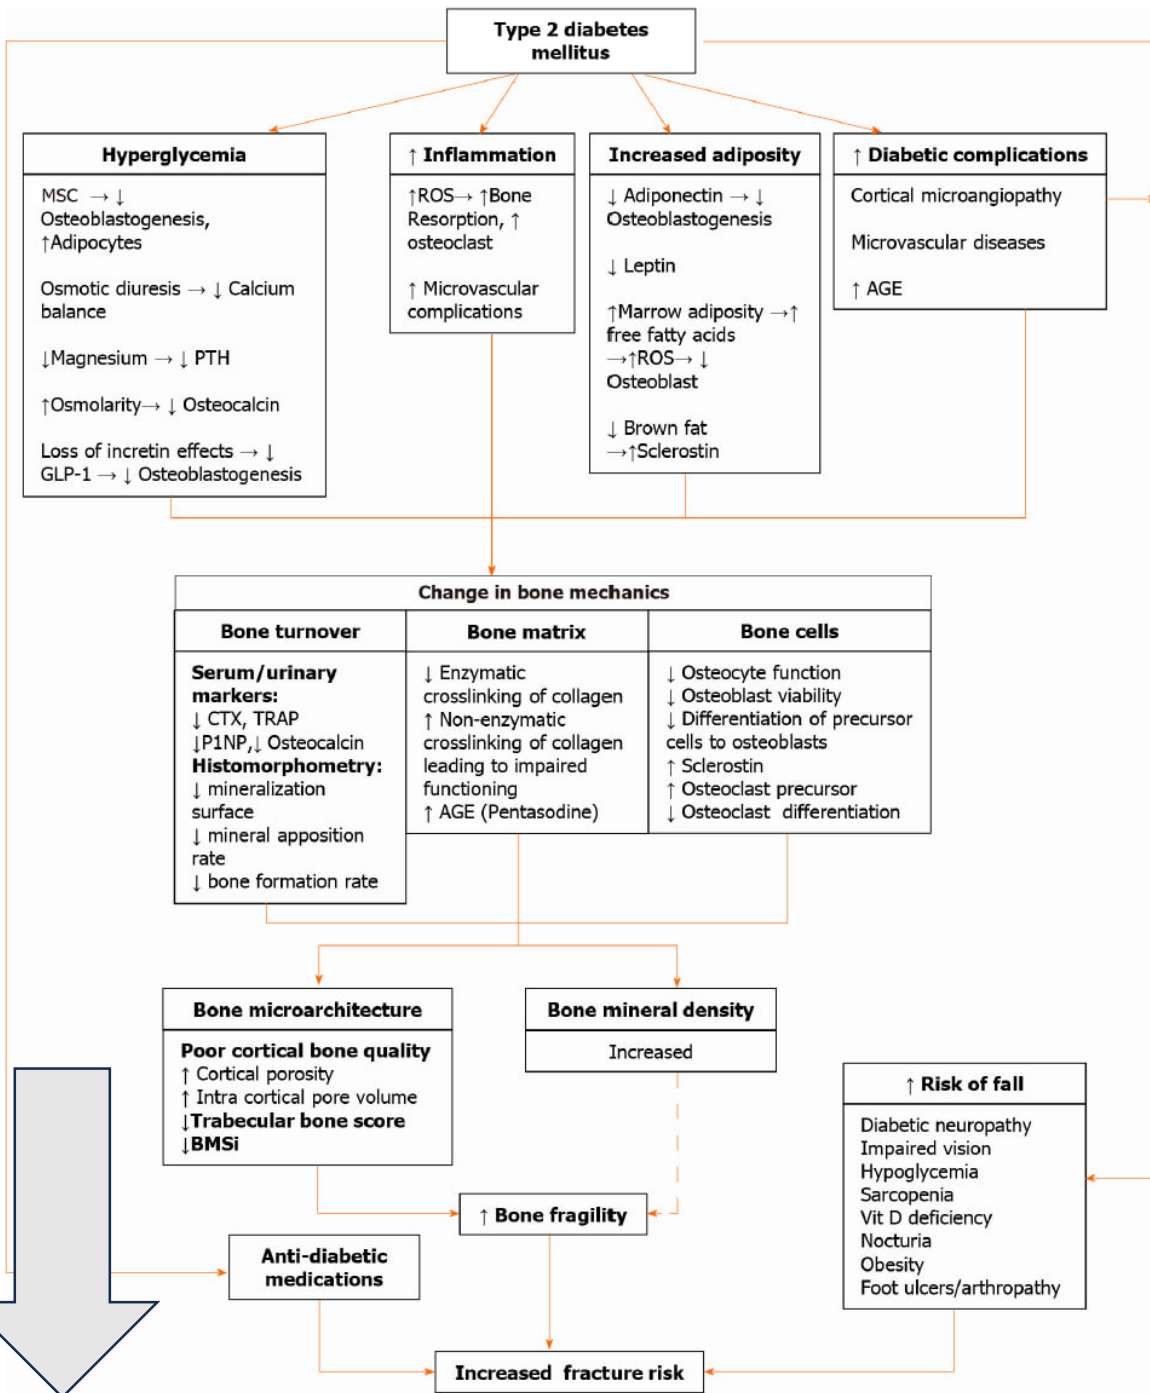 Type 2 diabetes
mellitus
Hyperglycemia
MSC → ↓
Osteoblastogenesis,
↑Adipocytes
Osmotic diuresis → ↓ Calcium
balance
↓Magnesium → ↓ PTH
↑Osmolarity→ ↓ Osteocalcin
Loss of incretin effects → ↓
GLP-1 → ↓ Osteoblastogenesis
↑ Inflammation
↑ROS→ ↑Bone
Resorption, ↑
osteoclast
↑ Microvascular
complications
Increased adiposity
↓ Adiponectin → ↓
Osteoblastogenesis
↓ Leptin
↑Marrow adiposity →↑
free fatty acids
→↑ROS→ ↓
Osteoblast
↓ Brown fat
→↑Sclerostin
↑ Diabetic complications
Cortical microangiopathy
Microvascular diseases
↑ AGE
Change in bone mechanics
Bone turnover
Serum/urinary
markers:
↓ CTX, TRAP
↓P1NP,↓ Osteocalcin
Histomorphometry:
↓ mineralization
surface
↓ mineral apposition
rate
↓ bone formation rate
Bone matrix
↓ Enzymatic
crosslinking of collagen
↑ Non-enzymatic
crosslinking of collagen
leading to impaired
functioning
↑ AGE (Pentasodine)
Bone cells
↓ Osteocyte function
↓ Osteoblast viability
↓ Differentiation of precursor
cells to osteoblasts
↑ Sclerostin
↑ Osteoclast precursor
↓ Osteoclast differentiation
Bone microarchitecture
Poor cortical bone quality
↑ Cortical porosity
↑ Intra cortical pore volume
↓Trabecular bone score
↓BMSi
Bone mineral density
Increased
↑ Risk of fall
Diabetic neuropathy
Impaired vision
Hypoglycemia
Sarcopenia
Vit D deficiency
Nocturia
Obesity
Foot ulcers/arthropathy
↑ Bone fragility
Anti-diabetic
medications
Increased fracture risk